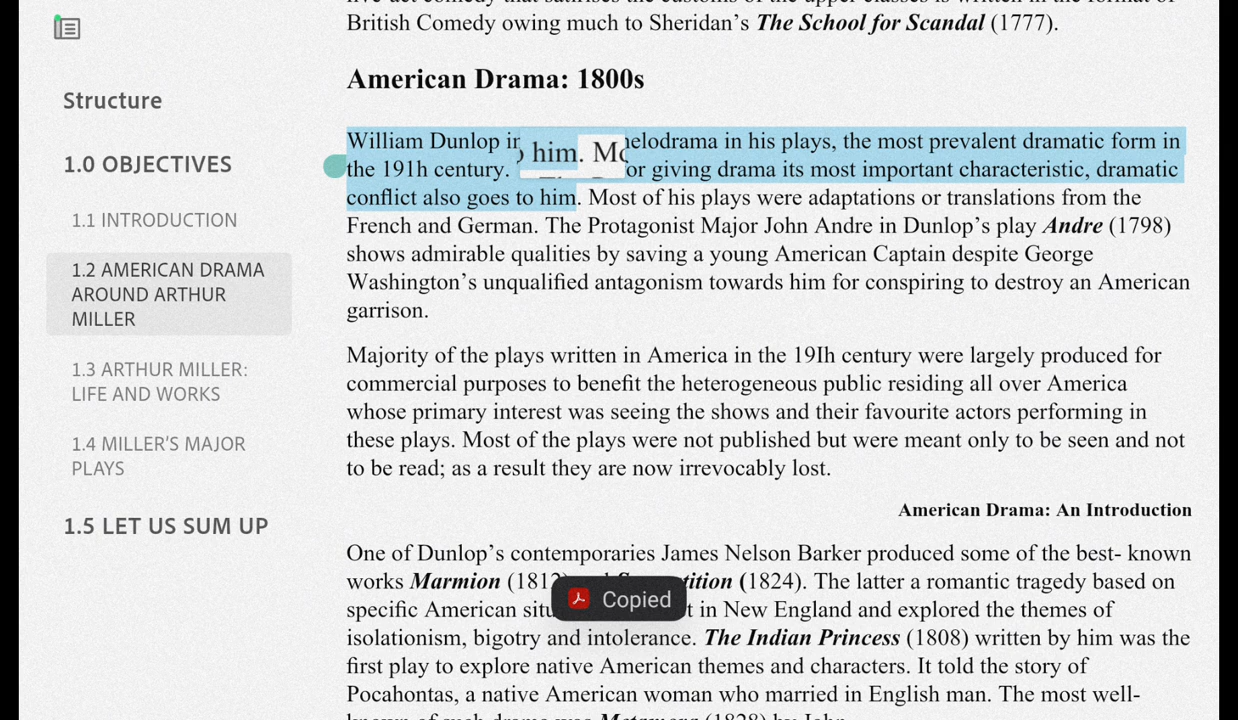 British Comedy owing much to Sheridan's The School for Scandal (1777).
American Drama: 1800s
Structure
1.0 OBJECTIVES
1.1 INTRODUCTION
1.2 AMERICAN DRAMA
AROUND ARTHUR
MILLER
1.3 ARTHUR MILLER:
LIFE AND WORKS
1.4 MILLER'S MAJOR
PLAYS
1.5 LET US SUM UP
William Dunlop in his plays, the most prevalent dramatic form in
him. Mo
the 191h century. or giving drama its most important characteristic, dramatic
conflict also goes to him. Most of his plays were adaptations or translations from the
French and German. The Protagonist Major John Andre in Dunlop's play Andre (1798)
shows admirable qualities by saving a young American Captain despite George
Washington's unqualified antagonism towards him for conspiring to destroy an American
garrison.
Majority of the plays written in America in the 19Ih century were largely produced for
commercial purposes to benefit the heterogeneous public residing all over America
whose primary interest was seeing the shows and their favourite actors performing in
these plays. Most of the plays were not published but were meant only to be seen and not
to be read; as a result they are now irrevocably lost.
American Drama: An Introduction
One of Dunlop's contemporaries James Nelson Barker produced some of the best- known
works Marmion (1824). The latter a romantic tragedy based on
Copied
specific American in New England and explored the themes of
isolationism, bigotry and intolerance. The Indian Princess (1808) written by him was the
first play to explore native American themes and characters. It told the story of
Pocahontas, a native American woman who married in English man. The most well-